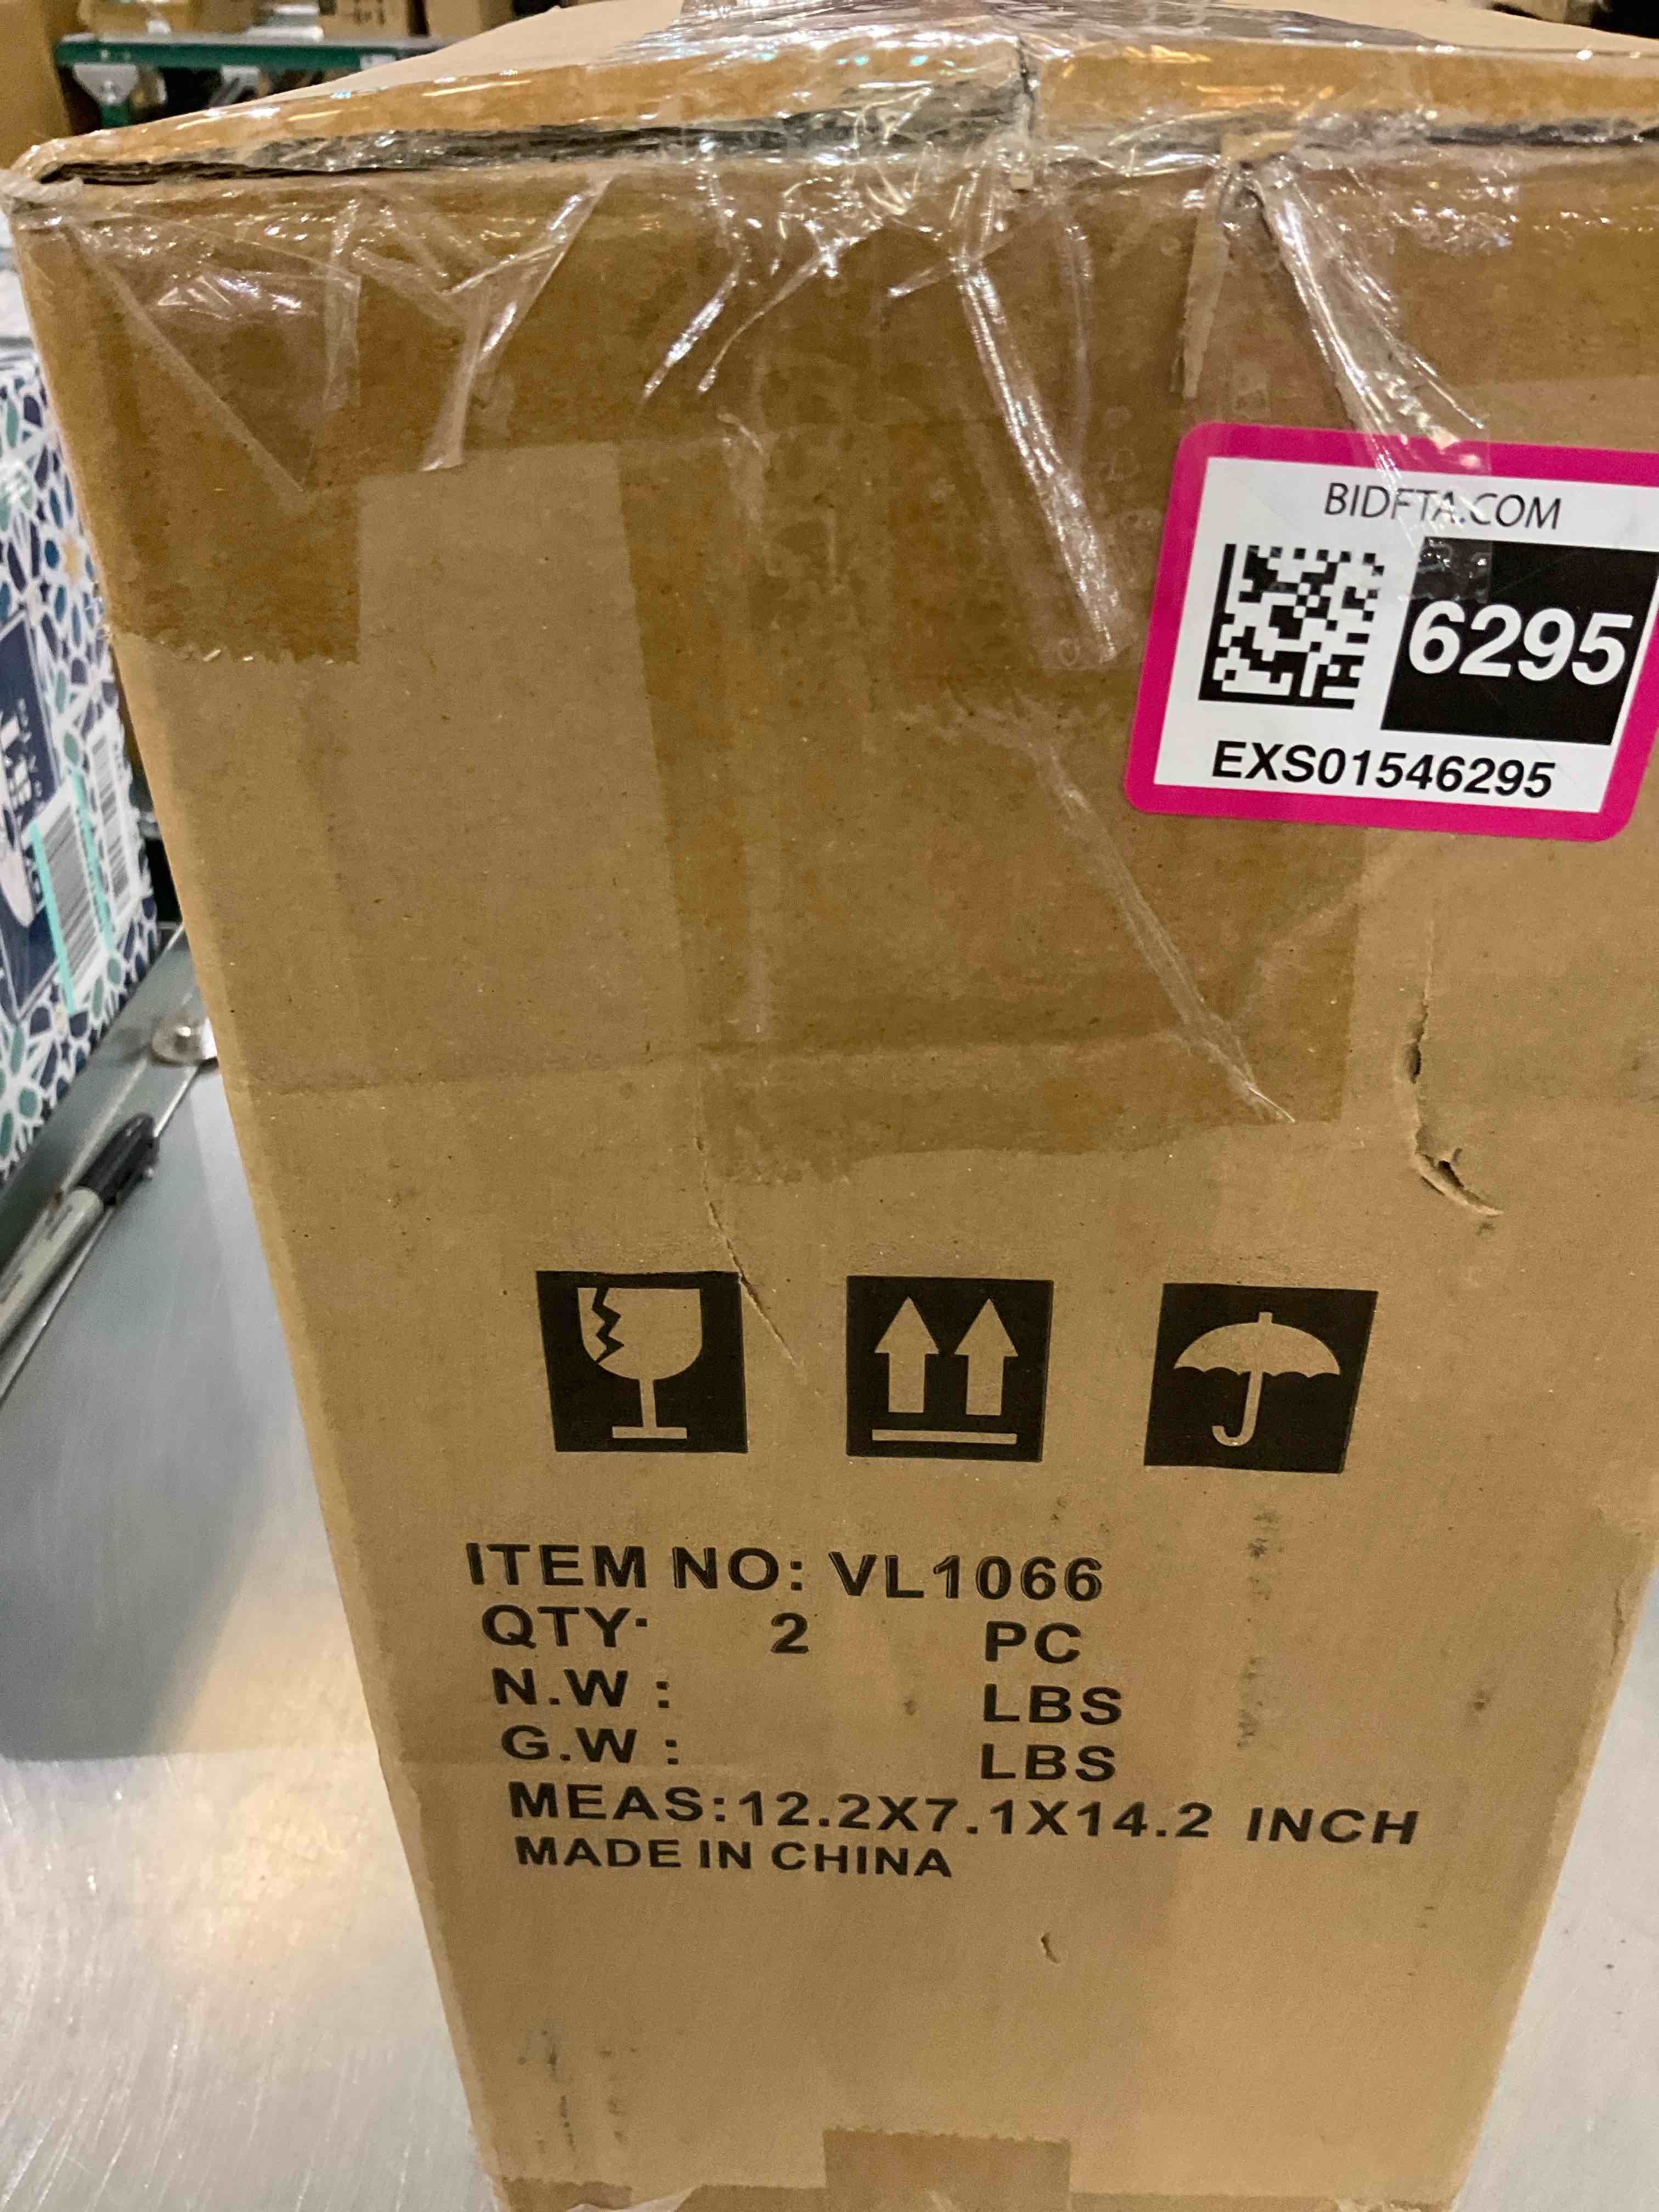 BIDFTA.COM
6295
EXS01546295
ITEM NO: VL1066
QTY: 2 PC
N.W : LBS
G.W : LBS
MEAS:12.2X7.1X14.2 INCH
MADE IN CHINA